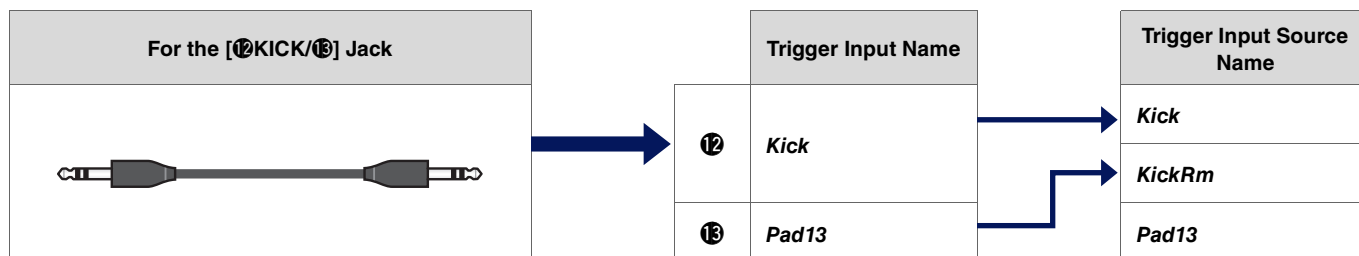 For the [⓬KICK/⓭] Jack
Trigger Input Name
Trigger Input Source
Name
⓬
Kick
Kick
KickRm
⓭
Pad13
Pad13